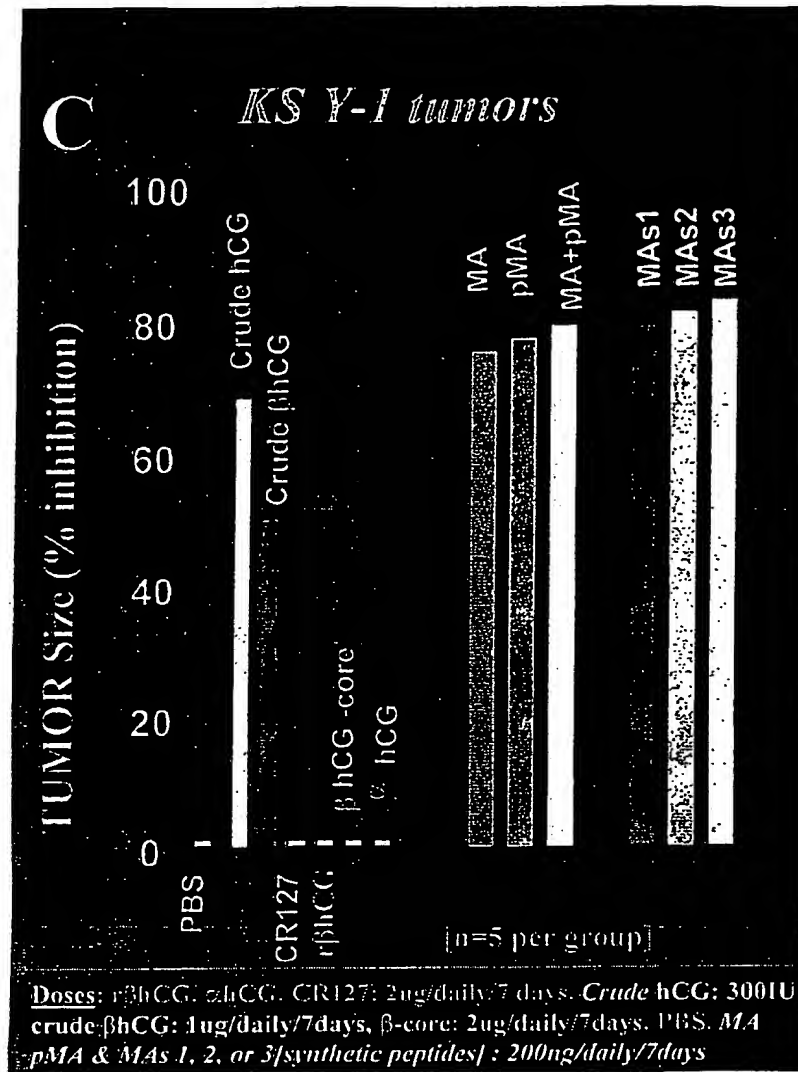 C
KS Y-1 tumors
TUMOR Size (% inhibition)
100
80
60
40
20
0
PBS
Crude hCG
Crude βhCG
CR127
rβhCG
β hCG -core
α hCG
MA
pMA
MA+pMA
MAs1
MAs2
MAs3
[n=5 per group]
Doses: rβhCG. αhCG. CR127: 2ug/daily/7 days. Crude hCG: 300IU
crude βhCG: 1ug/daily/7days, β-core: 2ug/daily/7days. PBS. MA
pMA & MAs 1, 2, or 3[synthetic peptides] : 200ng/daily/7days